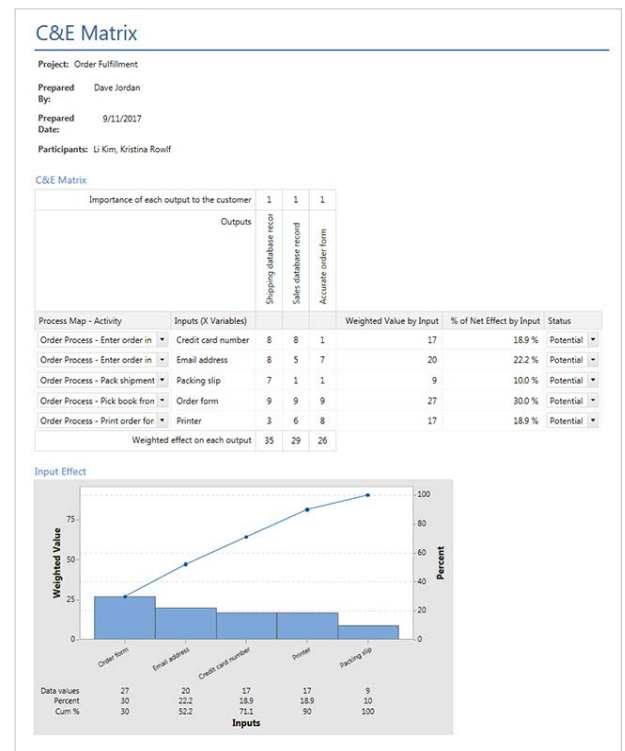 C&E Matrix
Project: Order Fulfillment
Prepared By: Dave Jordan
Prepared Date: 9/11/2017
Participants: Li Kim, Kristina Rowlf
C&E Matrix
Importance of each output to the customer 1 1 1
Outputs
Shipping database recor
Sales database record
Accurate order form
Process Map - Activity Inputs (X Variables) Weighted Value by Input % of Net Effect by Input Status
Order Process - Enter order in Credit card number 8 8 1 17 18.9 % Potential
Order Process - Enter order in Email address 8 5 7 20 22.2 % Potential
Order Process - Pack shipment Packing slip 7 1 1 9 10.0 % Potential
Order Process - Pick book fron Order form 9 9 9 27 30.0 % Potential
Order Process - Print order for Printer 3 6 8 17 18.9 % Potential
Weighted effect on each output 35 29 26
Input Effect
Weighted Value
75
50
25
0
100
80
60
40
20
0
Percent
Order form Email address Credit card number Printer Packing slip
Data values 27 20 17 17 9
Percent 30 22.2 18.9 18.9 10
Cum % 30 52.2 71.1 90 100
Inputs